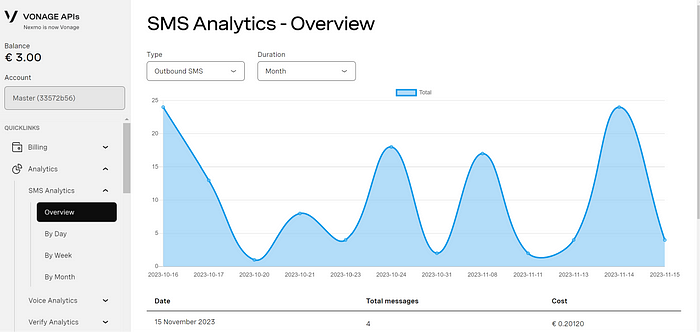 VONAGE APIs
Nexmo is now Vonage
Balance
€ 3.00
Account
Master (33572b56)
QUICKLINKS
Billing
Analytics
SMS Analytics
Overview
By Day
By Week
By Month
Voice Analytics
Verify Analytics
SMS Analytics - Overview
Type Duration
Outbound SMS Month
Total
25
20
15
10
5
0
2023-10-16 2023-10-17 2023-10-20 2023-10-21 2023-10-23 2023-10-24 2023-10-31 2023-11-08 2023-11-11 2023-11-13 2023-11-14 2023-11-15
Date Total messages Cost
15 November 2023 4 € 0.20120